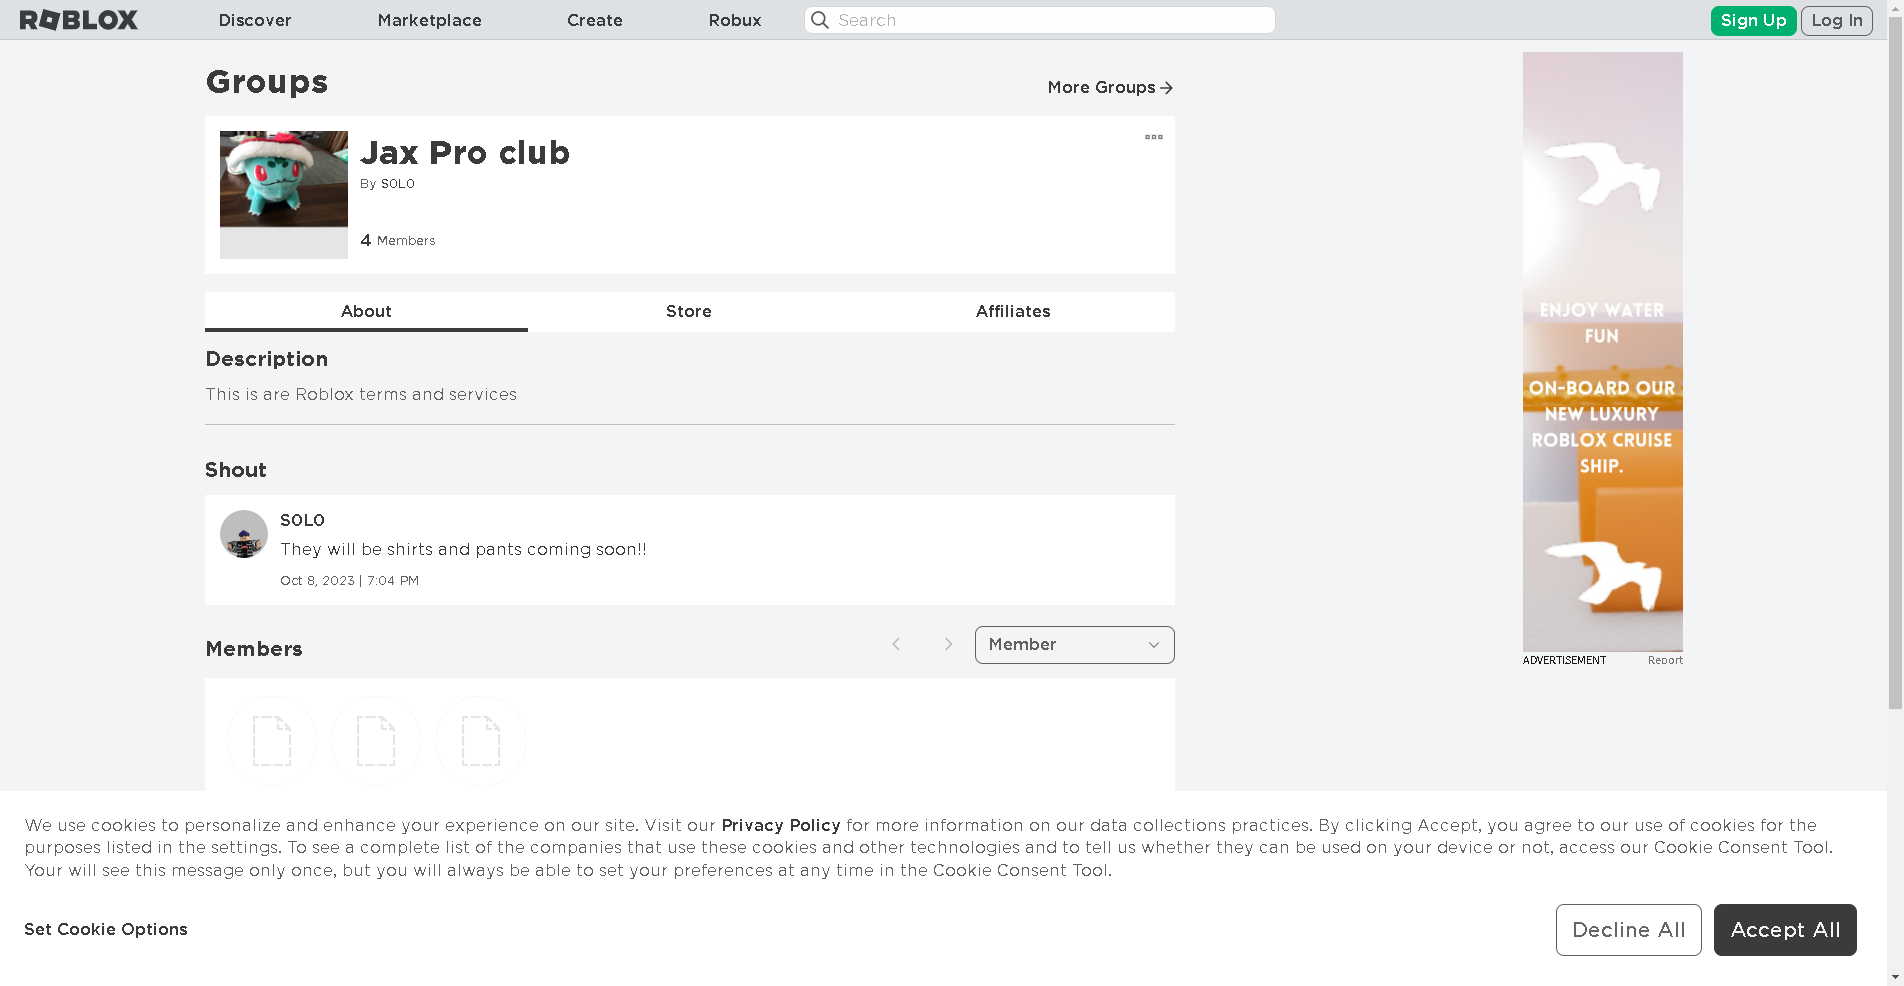 ROBLOX
Discover
Marketplace
Create
Robux
Search
Sign Up
Log In
Groups
More Groups
Jax Pro club
By S0L0
4 Members
About
Store
Affiliates
Description
This is are Roblox terms and services
Shout
S0L0
They will be shirts and pants coming soon!!
Oct 8, 2023 | 7:04 PM
Members
Member
ENJOY WATER
FUN
ON-BOARD OUR
NEW LUXURY
ROBLOX CRUISE
SHIP.
ADVERTISEMENT
Report
We use cookies to personalize and enhance your experience on our site. Visit our Privacy Policy for more information on our data collections practices. By clicking Accept, you agree to our use of cookies for the
purposes listed in the settings. To see a complete list of the companies that use these cookies and other technologies and to tell us whether they can be used on your device or not, access our Cookie Consent Tool.
Your will see this message only once, but you will always be able to set your preferences at any time in the Cookie Consent Tool.
Set Cookie Options
Decline All
Accept All